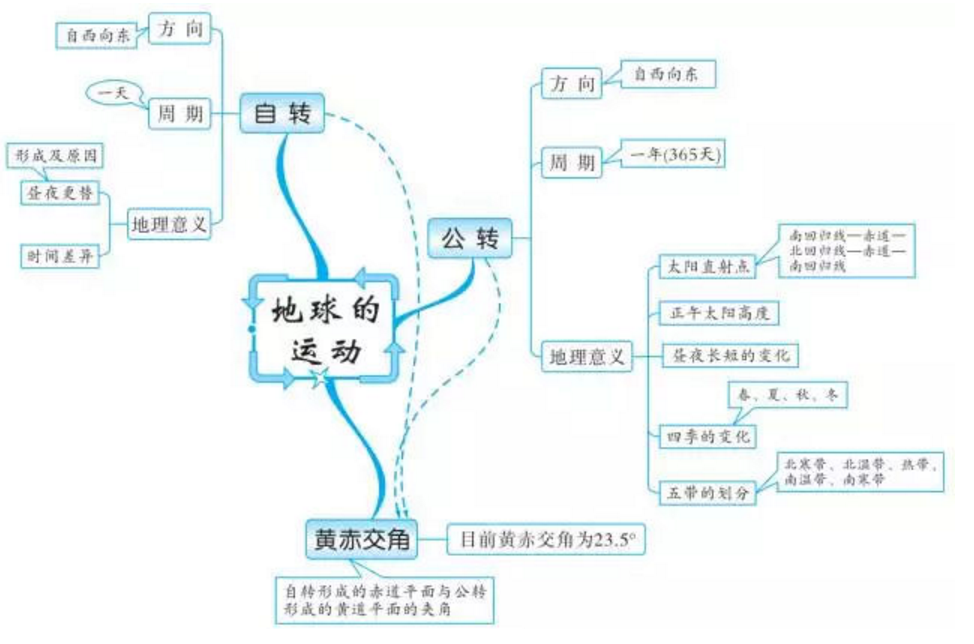 地球的
运动
自转
方向
自西向东
周期
一天
地理意义
昼夜更替
形成及原因
时间差异
公转
方向
自西向东
周期
一年(365天)
地理意义
太阳直射点
南回归线—赤道—
北回归线—赤道—
南回归线
正午太阳高度
昼夜长短的变化
四季的变化
春、夏、秋、冬
五带的划分
北寒带、北温带、热带、
南温带、南寒带
黄赤交角
目前黄赤交角为23.5°
自转形成的赤道平面与公转
形成的黄道平面的夹角